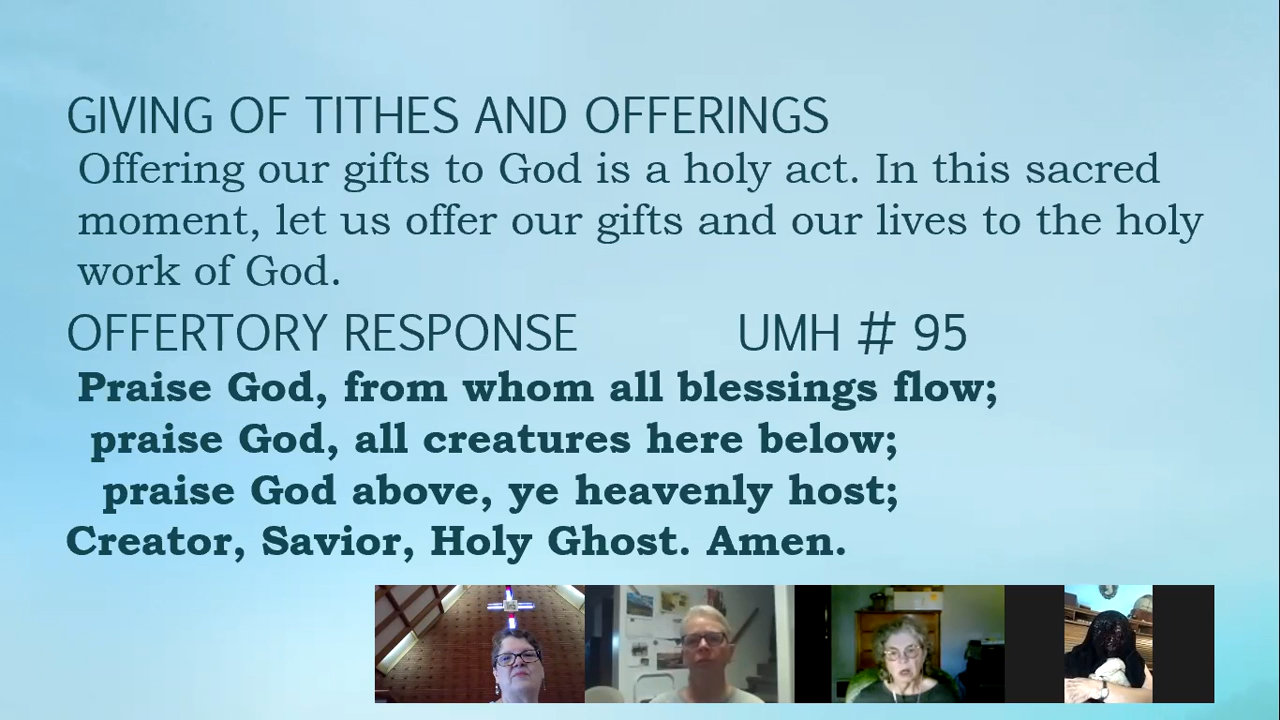 GIVING OF TITHES AND OFFERINGS
Offering our gifts to God is a holy act. In this sacred
moment, let us offer our gifts and our lives to the holy
work of God.
OFFERTORY RESPONSE UMH # 95
Praise God, from whom all blessings flow;
praise God, all creatures here below;
praise God above, ye heavenly host;
Creator, Savior, Holy Ghost. Amen.